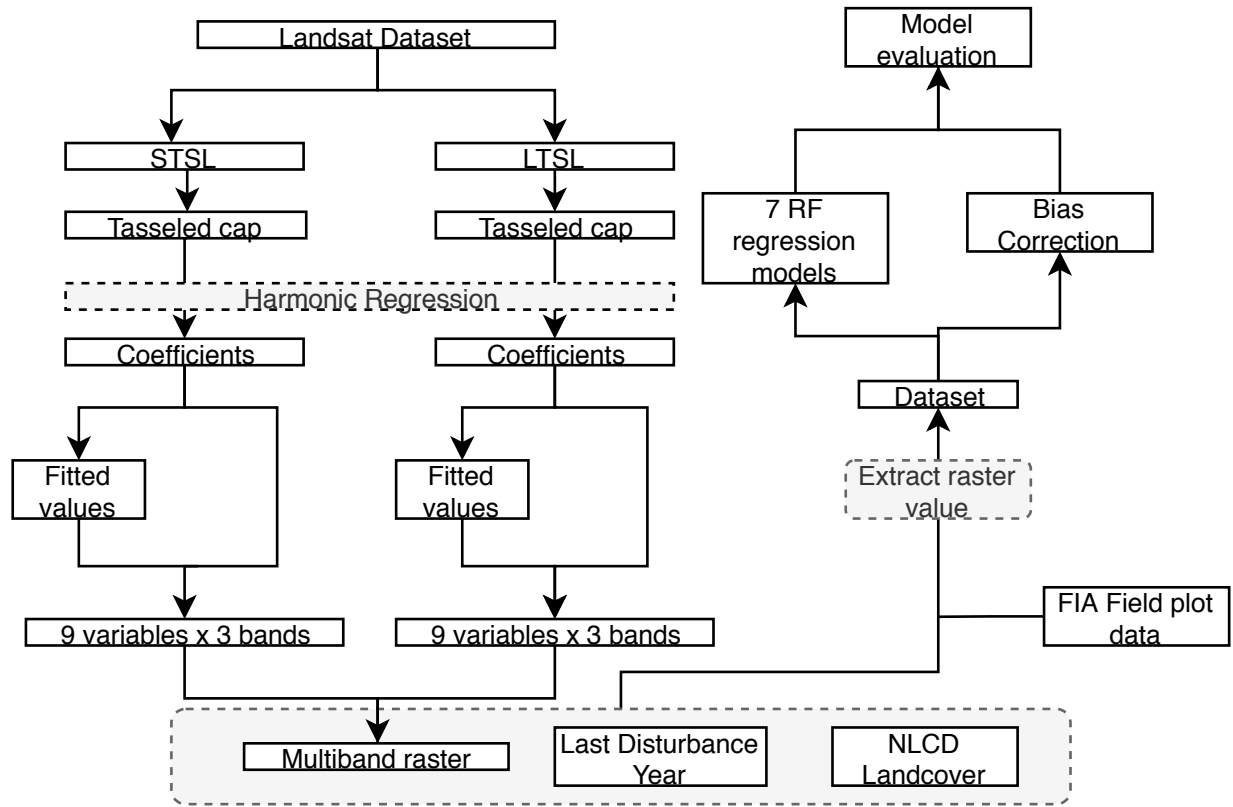 Landsat Dataset
STSL
LTSL
Tasseled cap
Tasseled cap
Harmonic Regression
Coefficients
Coefficients
Fitted
values
Fitted
values
9 variables x 3 bands
9 variables x 3 bands
Multiband raster
Last Disturbance
Year
NLCD
Landcover
FIA Field plot
data
Extract raster
value
Dataset
7 RF
regression
models
Bias
Correction
Model
evaluation